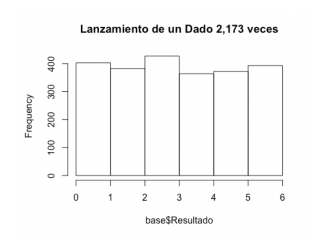 Lanzamiento de un Dado 2,173 veces
Frequency
400
300
200
100
0
0 1 2 3 4 5 6
base$Resultado